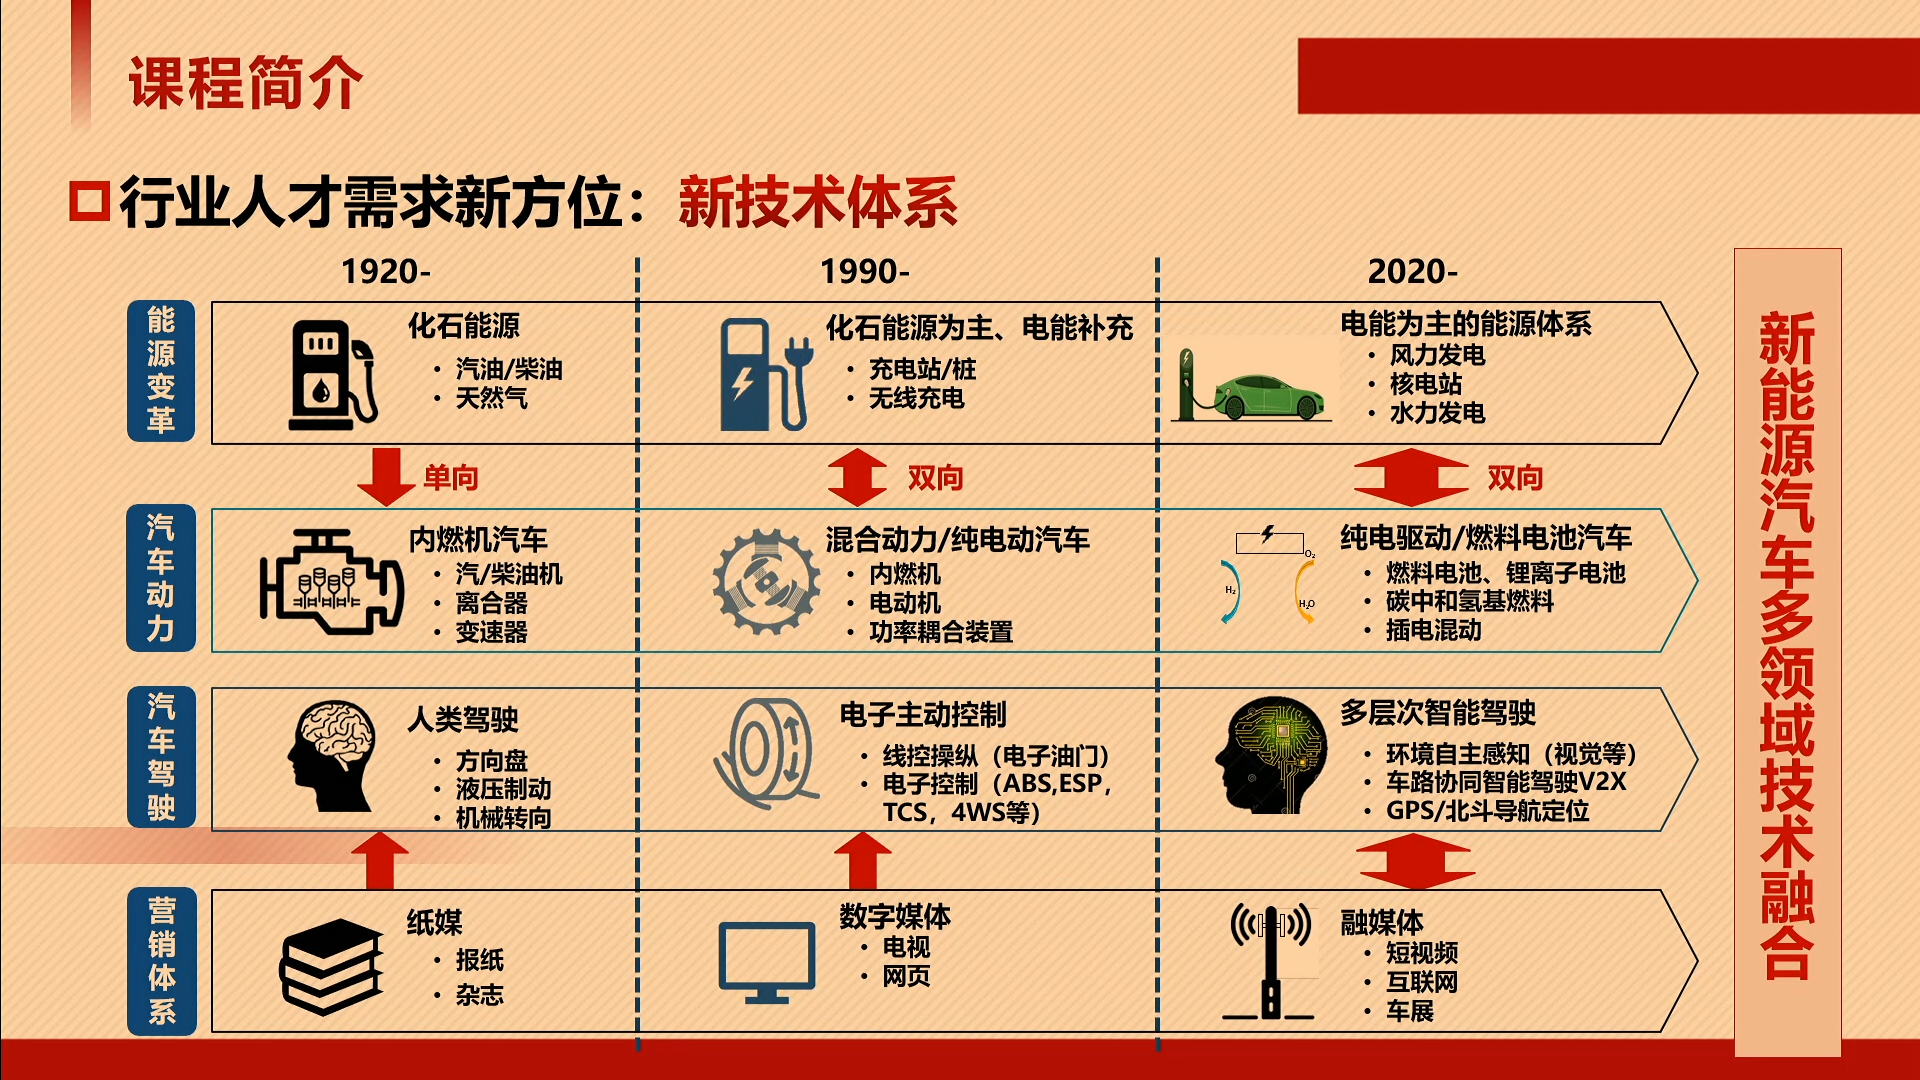 课程简介
行业人才需求新方位：新技术体系
1920-
1990-
2020-
能源变革
化石能源
• 汽油/柴油
• 天然气
化石能源为主、电能补充
• 充电站/桩
• 无线充电
电能为主的能源体系
• 风力发电
• 核电站
• 水力发电
单向
双向
双向
汽车动力
内燃机汽车
• 汽/柴油机
• 离合器
• 变速器
混合动力/纯电动汽车
• 内燃机
• 电动机
• 功率耦合装置
O₂
H₂
H₂O
纯电驱动/燃料电池汽车
• 燃料电池、锂离子电池
• 碳中和氢基燃料
• 插电混动
汽车驾驶
人类驾驶
• 方向盘
• 液压制动
• 机械转向
电子主动控制
• 线控操纵（电子油门）
• 电子控制（ABS,ESP,
TCS，4WS等）
多层次智能驾驶
• 环境自主感知（视觉等）
• 车路协同智能驾驶V2X
• GPS/北斗导航定位
营销体系
纸媒
• 报纸
• 杂志
数字媒体
• 电视
• 网页
融媒体
• 短视频
• 互联网
• 车展
新能源汽车多领域技术融合